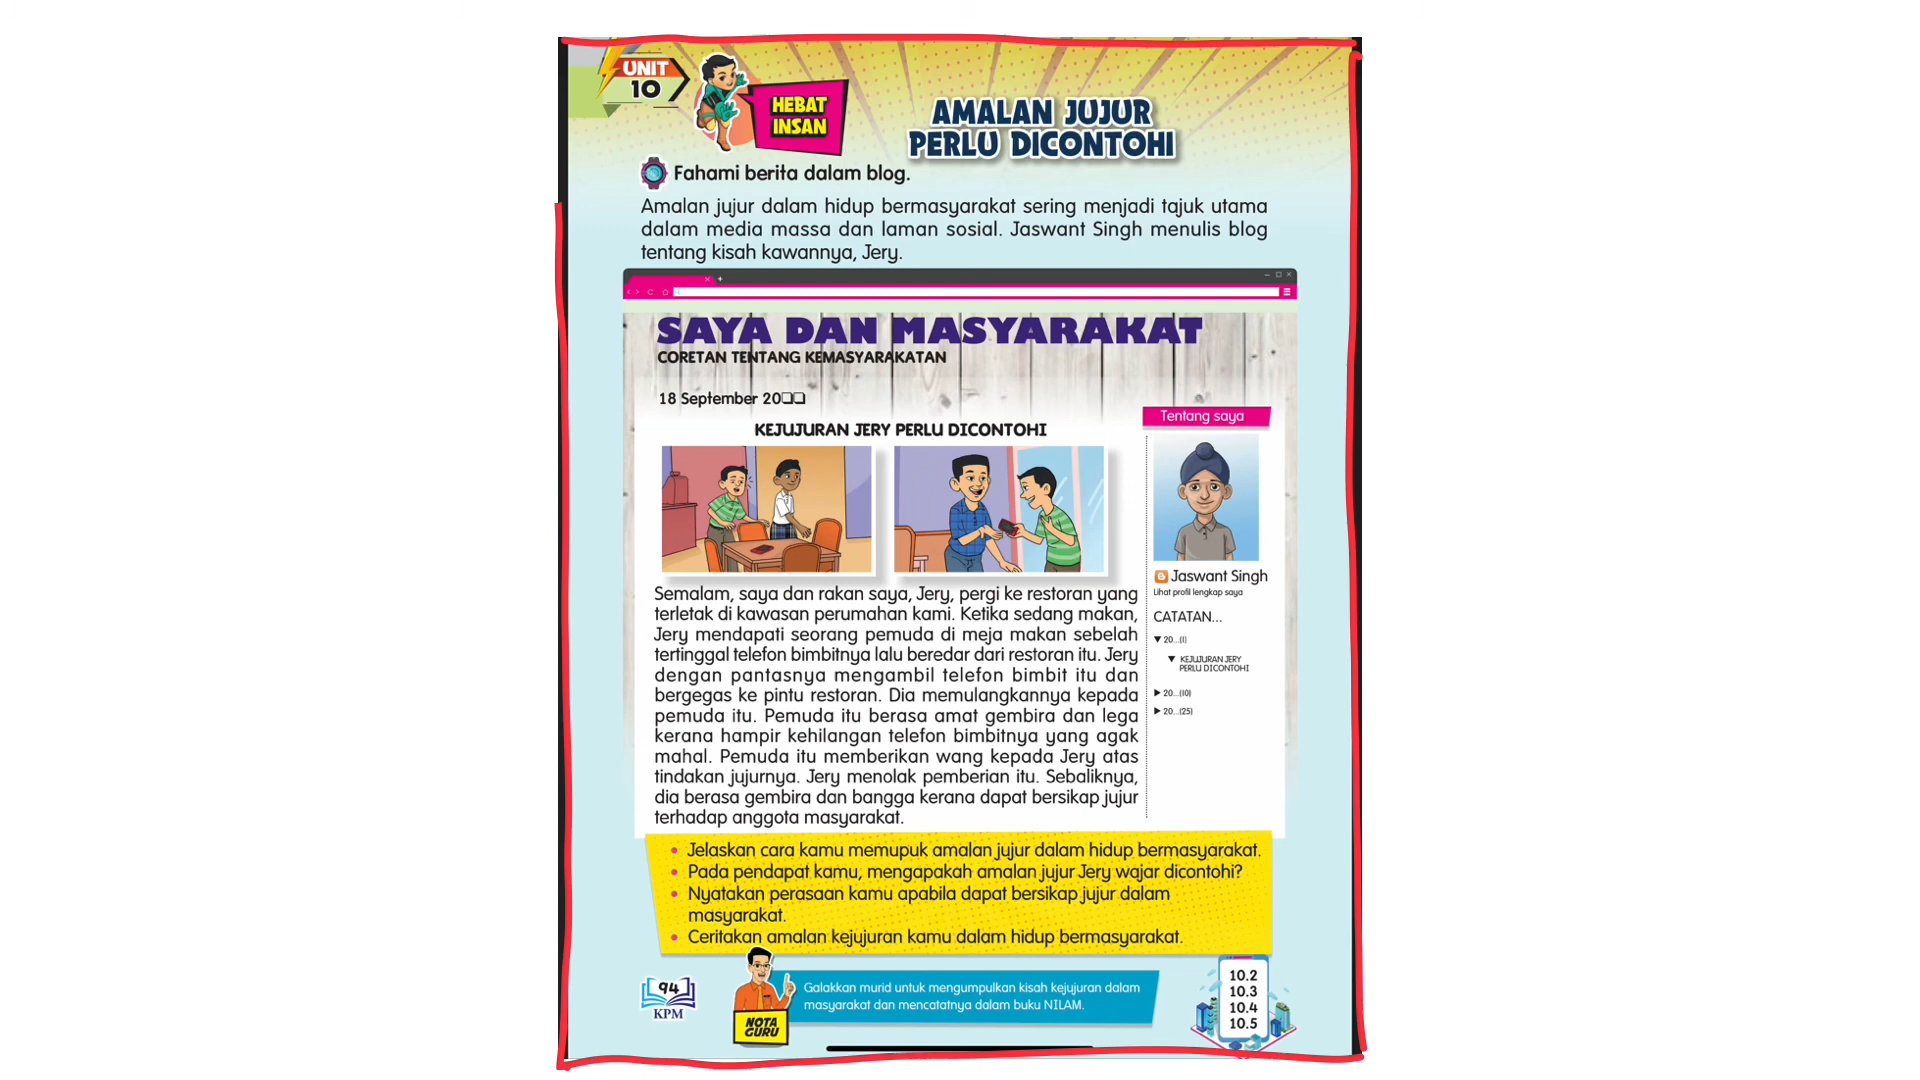 UNIT
10
HEBAT
INSAN
AMALAN JUJUR
PERLU DICONTOHI
Fahami berita dalam blog.
Amalan jujur dalam hidup bermasyarakat sering menjadi tajuk utama
dalam media massa dan laman sosial. Jaswant Singh menulis blog
tentang kisah kawannya, Jery.
SAYA DAN MASYARAKAT
CORETAN TENTANG KEMASYARAKATAN
18 September 20❑❑
KEJUJURAN JERY PERLU DICONTOHI
Semalam, saya dan rakan saya, Jery, pergi ke restoran yang
terletak di kawasan perumahan kami. Ketika sedang makan,
Jery mendapati seorang pemuda di meja makan sebelah
tertinggal telefon bimbitnya lalu beredar dari restoran itu. Jery
dengan pantasnya mengambil telefon bimbit itu dan
bergegas ke pintu restoran. Dia memulangkannya kepada
pemuda itu. Pemuda itu berasa amat gembira dan lega
kerana hampir kehilangan telefon bimbitnya yang agak
mahal. Pemuda itu memberikan wang kepada Jery atas
tindakan jujurnya. Jery menolak pemberian itu. Sebaliknya,
dia berasa gembira dan bangga kerana dapat bersikap jujur
terhadap anggota masyarakat.
Tentang saya
Jaswant Singh
Lihat profil lengkap saya
CATATAN...
▼ 20...(1)
▼ KEJUJURAN JERY
PERLU DICONTOHI
▶ 20...(10)
▶ 20...(25)
• Jelaskan cara kamu memupuk amalan jujur dalam hidup bermasyarakat.
• Pada pendapat kamu, mengapakah amalan jujur Jery wajar dicontohi?
• Nyatakan perasaan kamu apabila dapat bersikap jujur dalam
masyarakat.
• Ceritakan amalan kejujuran kamu dalam hidup bermasyarakat.
94
KPM
NOTA
GURU
Galakkan murid untuk mengumpulkan kisah kejujuran dalam
masyarakat dan mencatatnya dalam buku NILAM.
10.2
10.3
10.4
10.5